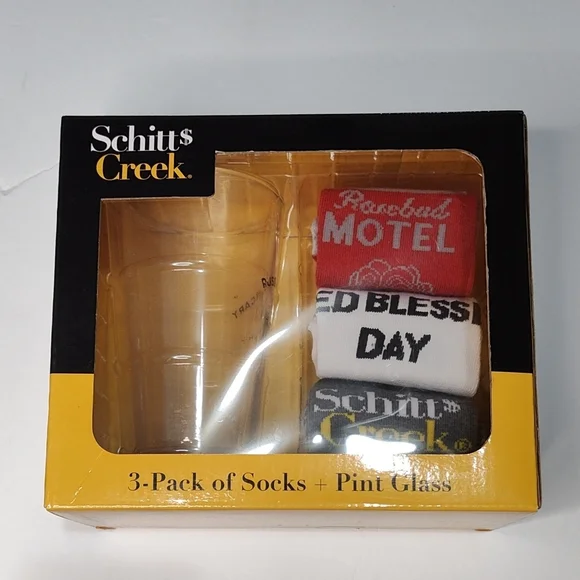 Schitt$
Creek®
Rosebud
MOTEL
ED BLESS
DAY
Schitt$
Creek®
3-Pack of Socks + Pint Glass